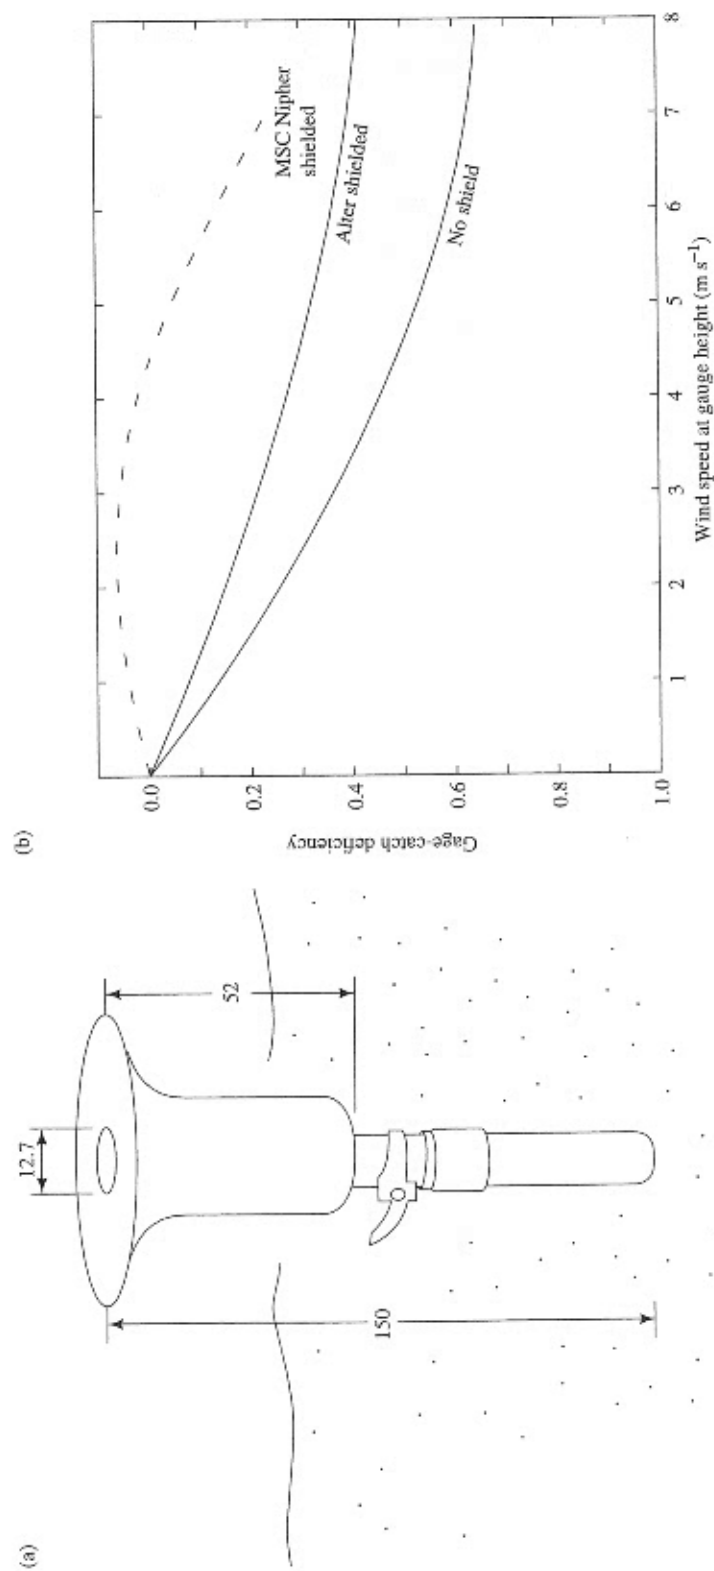 (a)
12.7
52
150
(b)
Gage-catch deficiency
0.0
0.2
0.4
0.6
0.8
1.0
MSC Nipher
shielded
Alter shielded
No shield
1
2
3
4
5
6
7
8
Wind speed at gauge height (m s⁻¹)